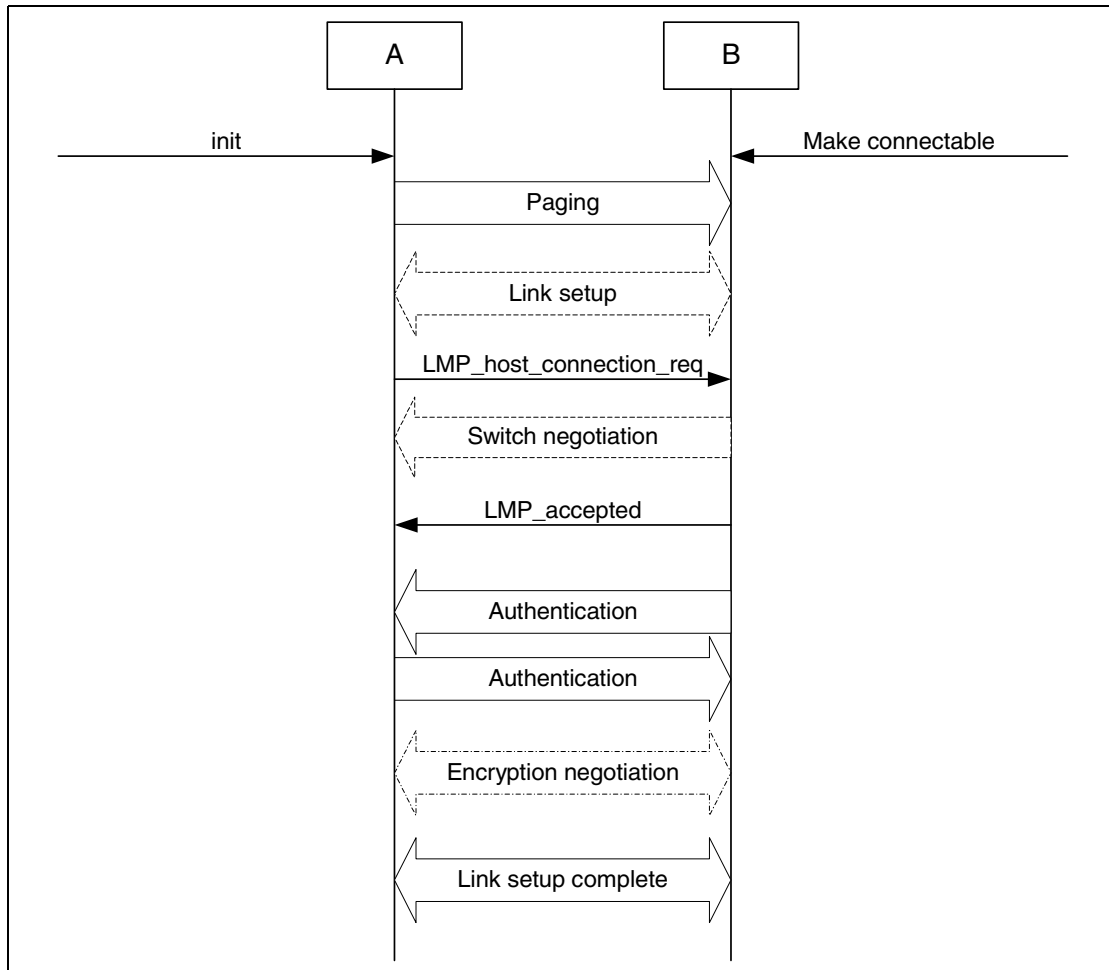 A
B
init
Make connectable
Paging
Link setup
LMP_host_connection_req
Switch negotiation
LMP_accepted
Authentication
Authentication
Encryption negotiation
Link setup complete